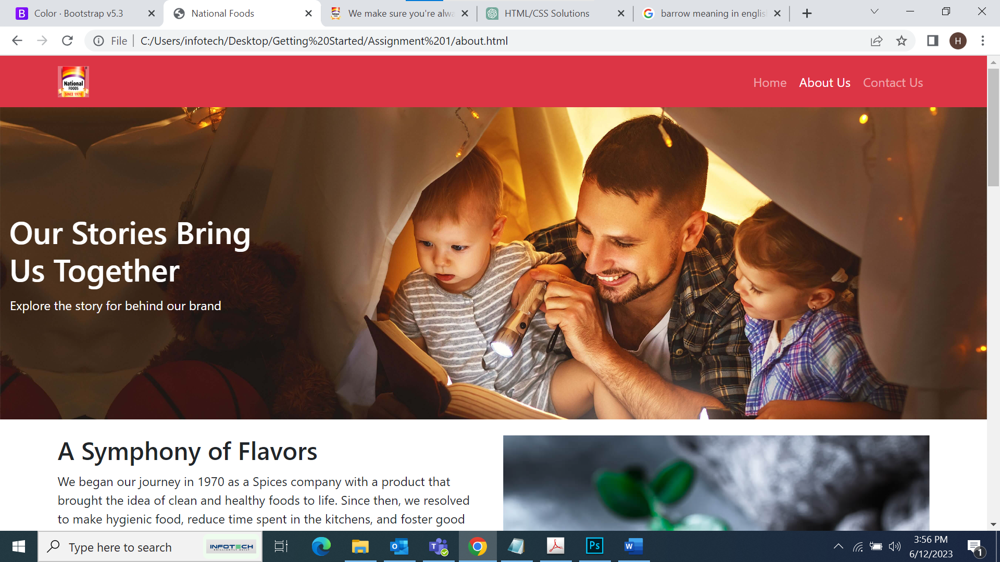 Color · Bootstrap v5.3
National Foods
We make sure you're alwa
HTML/CSS Solutions
barrow meaning in englis
File
C:/Users/infotech/Desktop/Getting%20Started/Assignment%201/about.html
H
National
FOODS
SINCE 1970
Home
About Us
Contact Us
Our Stories Bring
Us Together
Explore the story for behind our brand
A Symphony of Flavors
We began our journey in 1970 as a Spices company with a product that
brought the idea of clean and healthy foods to life. Since then, we resolved
to make hygienic food, reduce time spent in the kitchens, and foster good
Type here to search
INFOTECH
BRILLIANTLY BUILT
Ps
W
3:56 PM
6/12/2023
1